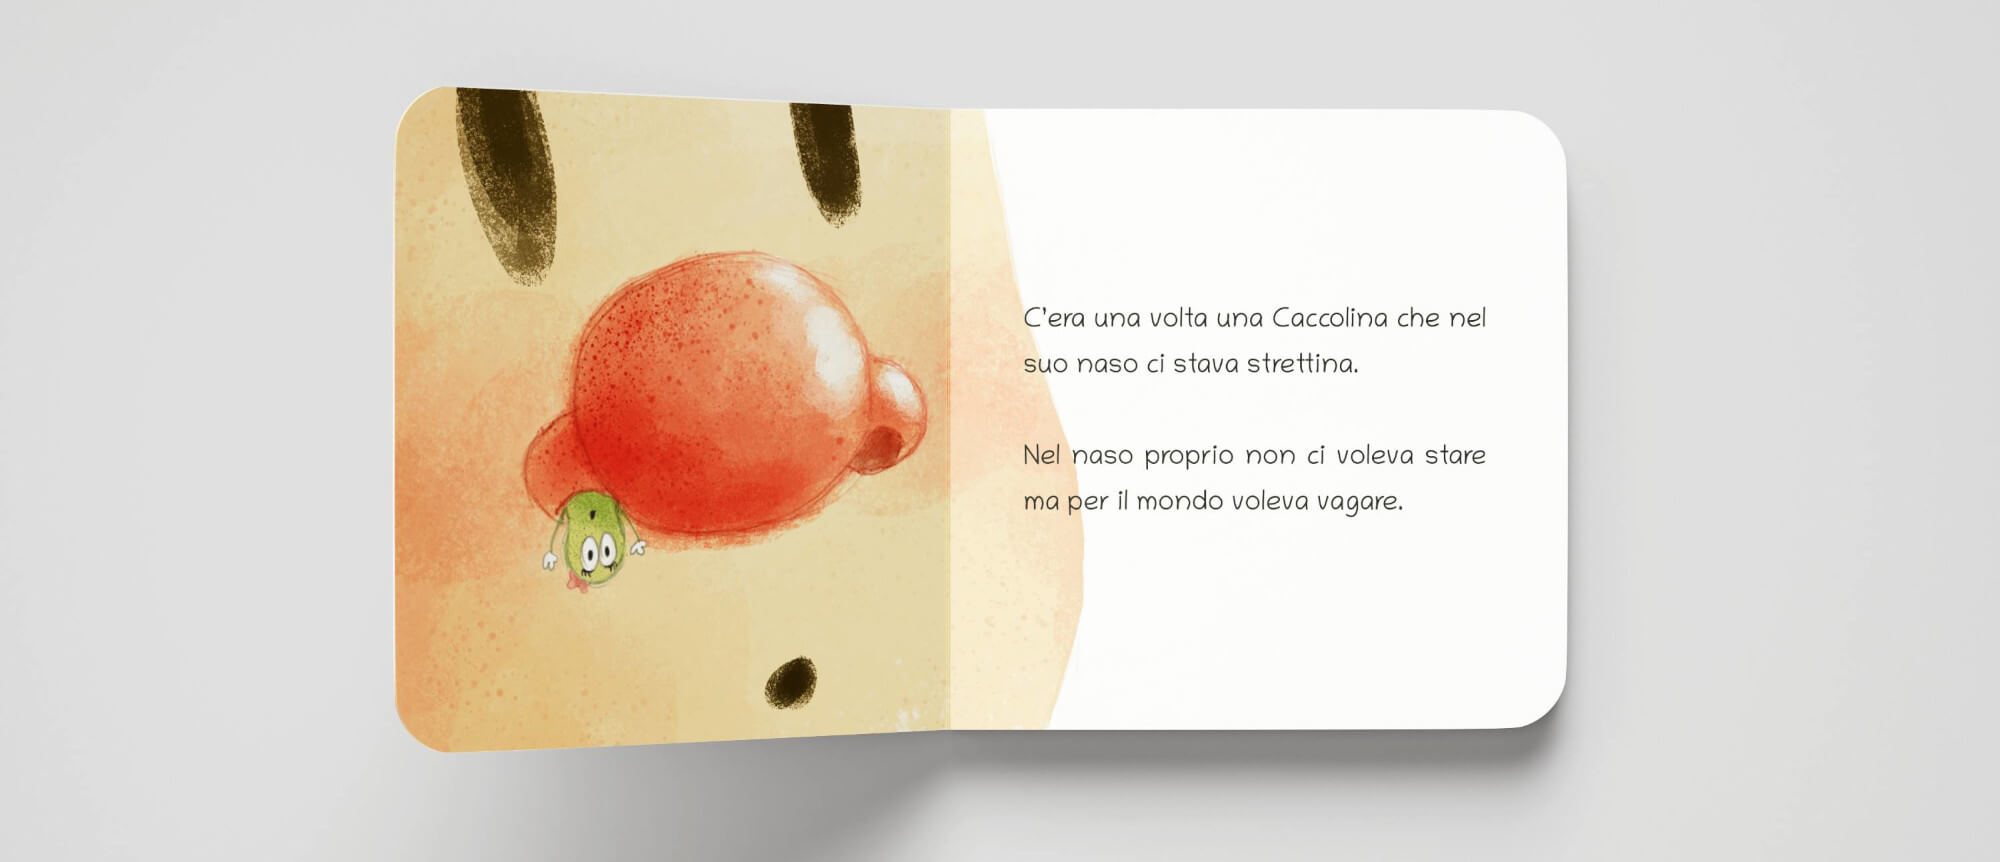 C'era una volta una Caccolina che nel
suo naso ci stava strettina.
Nel naso proprio non ci voleva stare
ma per il mondo voleva vagare.